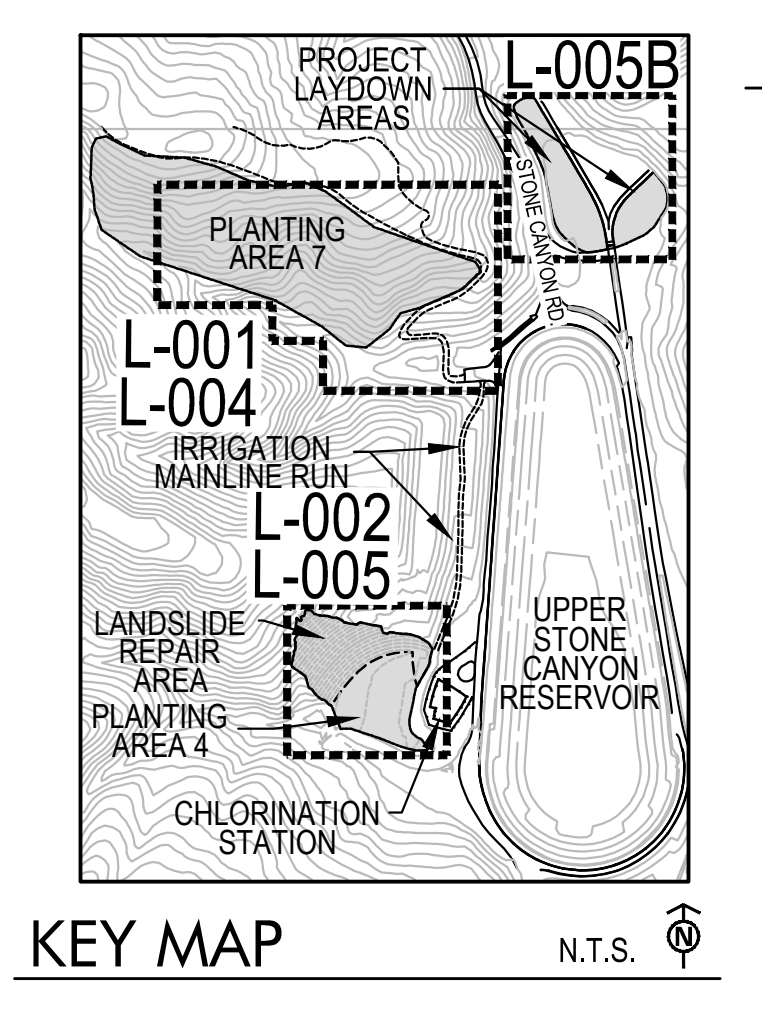 PROJECT
LAYDOWN
AREAS
L-005B
STONE CANYON RD
PLANTING
AREA 7
L-001
L-004
IRRIGATION
MAINLINE RUN
L-002
L-005
LANDSLIDE
REPAIR
AREA
PLANTING
AREA 4
UPPER
STONE
CANYON
RESERVOIR
CHLORINATION
STATION
KEY MAP
N.T.S.
N